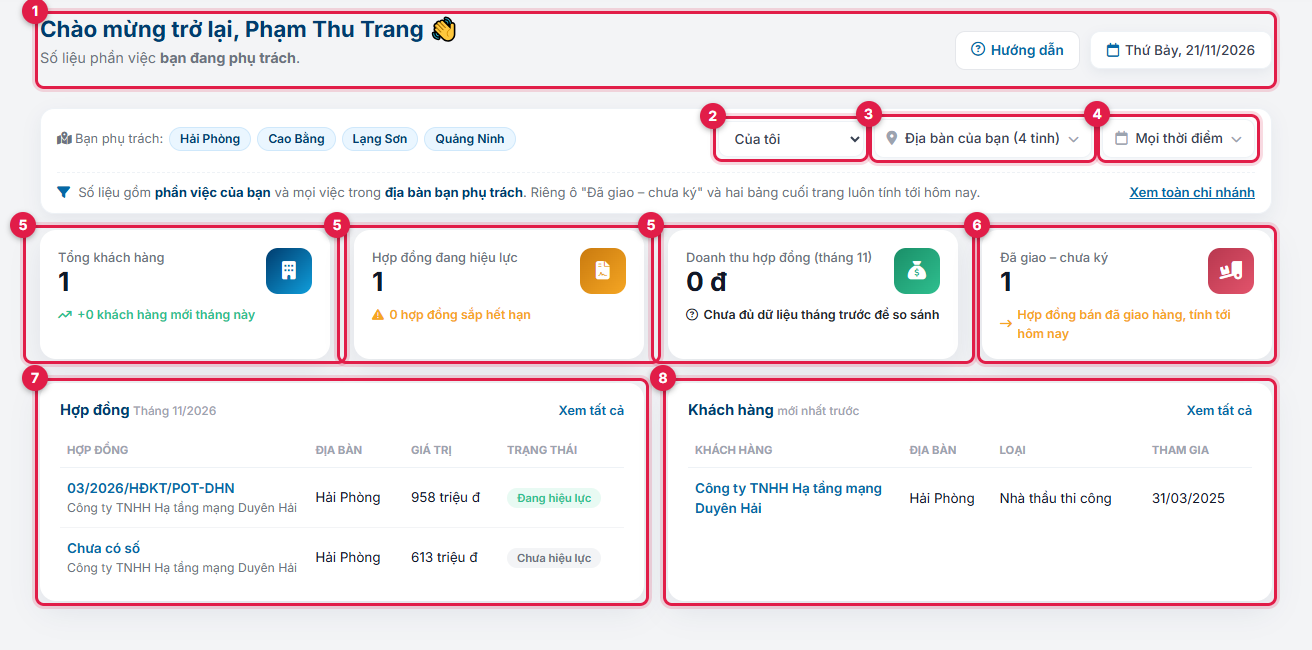 1
Chào mừng trở lại, Phạm Thu Trang 👋
Số liệu phần việc bạn đang phụ trách.
Hướng dẫn
Thứ Bảy, 21/11/2026
Bạn phụ trách: Hải Phòng Cao Bằng Lạng Sơn Quảng Ninh
2
Của tôi
3
Địa bàn của bạn (4 tỉnh)
4
Mọi thời điểm
Số liệu gồm phần việc của bạn và mọi việc trong địa bàn bạn phụ trách. Riêng ô "Đã giao – chưa ký" và hai bảng cuối trang luôn tính tới hôm nay.
Xem toàn chi nhánh
5
Tổng khách hàng
1
+0 khách hàng mới tháng này
5
Hợp đồng đang hiệu lực
1
0 hợp đồng sắp hết hạn
5
Doanh thu hợp đồng (tháng 11)
0 đ
Chưa đủ dữ liệu tháng trước để so sánh
6
Đã giao – chưa ký
1
Hợp đồng bán đã giao hàng, tính tới
hôm nay
7
Hợp đồng Tháng 11/2026
Xem tất cả
HỢP ĐỒNG ĐỊA BÀN GIÁ TRỊ TRẠNG THÁI
03/2026/HĐKT/POT-DHN
Công ty TNHH Hạ tầng mạng Duyên Hải
Hải Phòng 958 triệu đ Đang hiệu lực
Chưa có số
Công ty TNHH Hạ tầng mạng Duyên Hải
Hải Phòng 613 triệu đ Chưa hiệu lực
8
Khách hàng mới nhất trước
Xem tất cả
KHÁCH HÀNG ĐỊA BÀN LOẠI THAM GIA
Công ty TNHH Hạ tầng mạng
Duyên Hải
Hải Phòng Nhà thầu thi công 31/03/2025